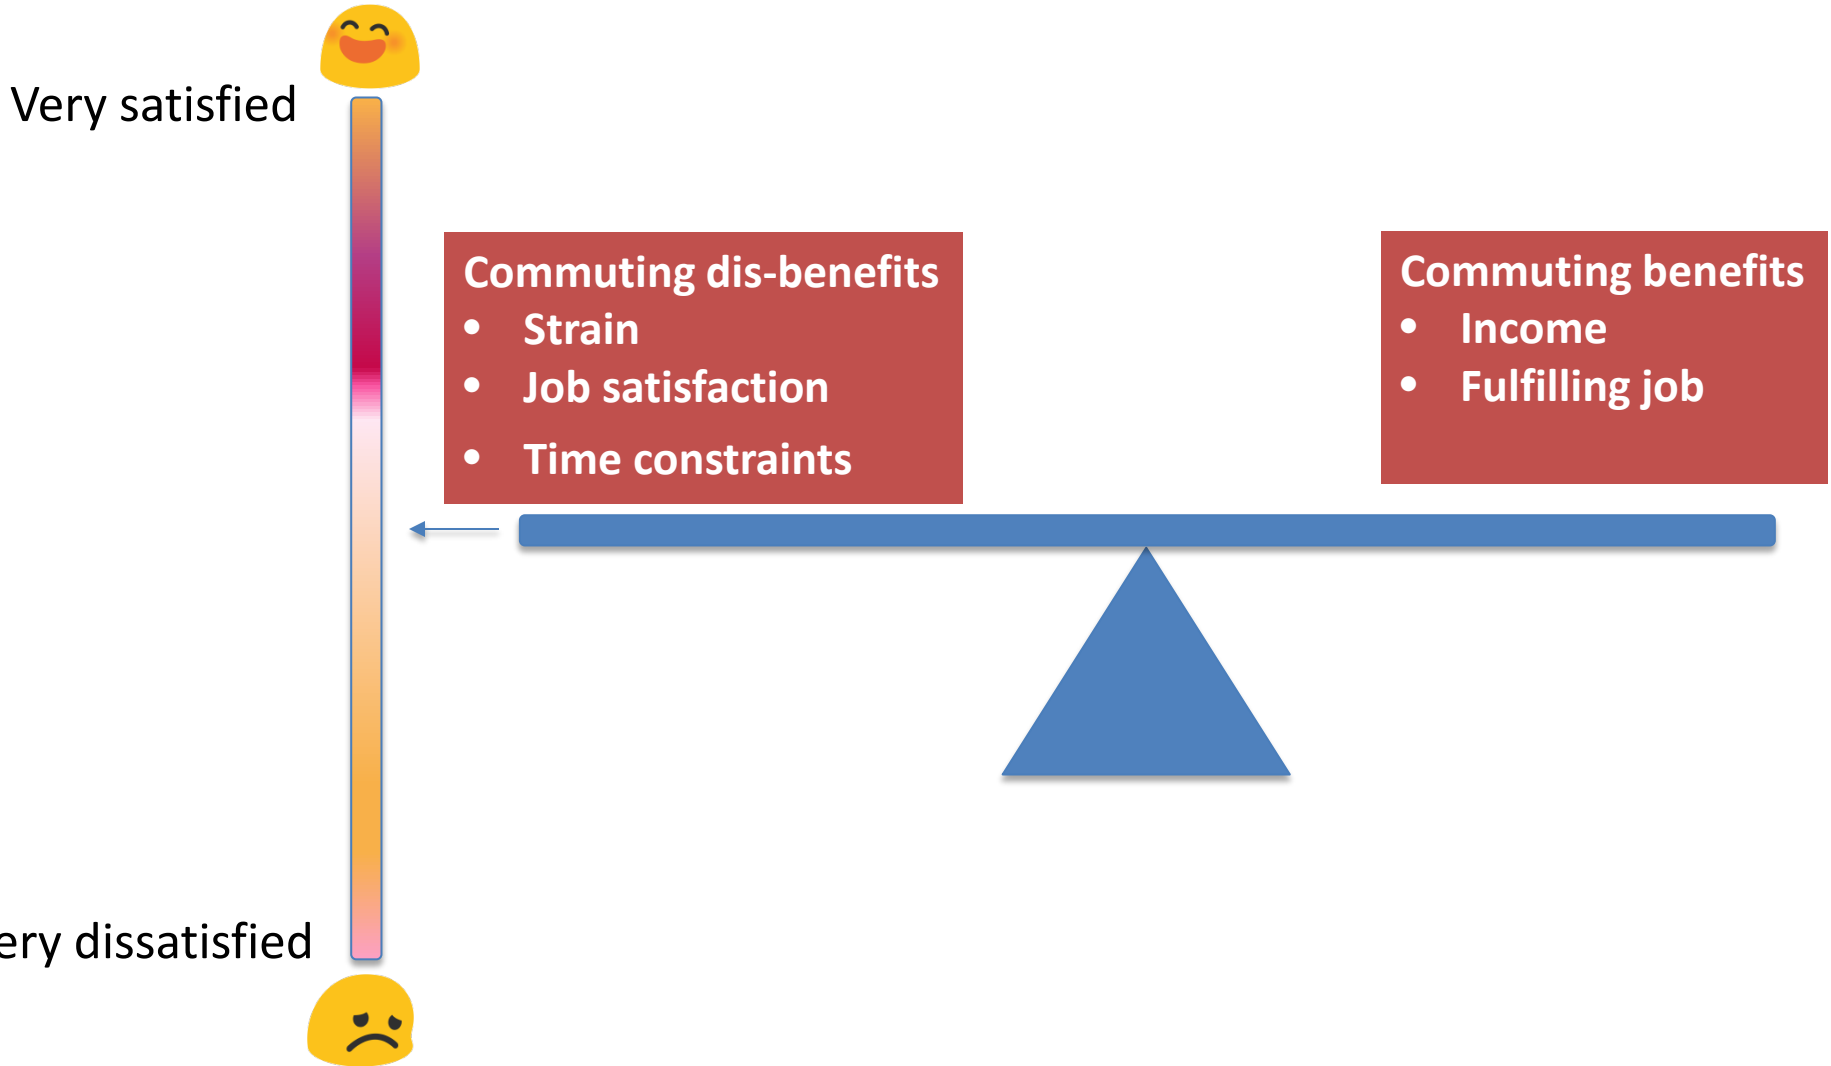 Very satisfied
Commuting dis-benefits
• Strain
• Job satisfaction
• Time constraints
Commuting benefits
• Income
• Fulfilling job
ery dissatisfied